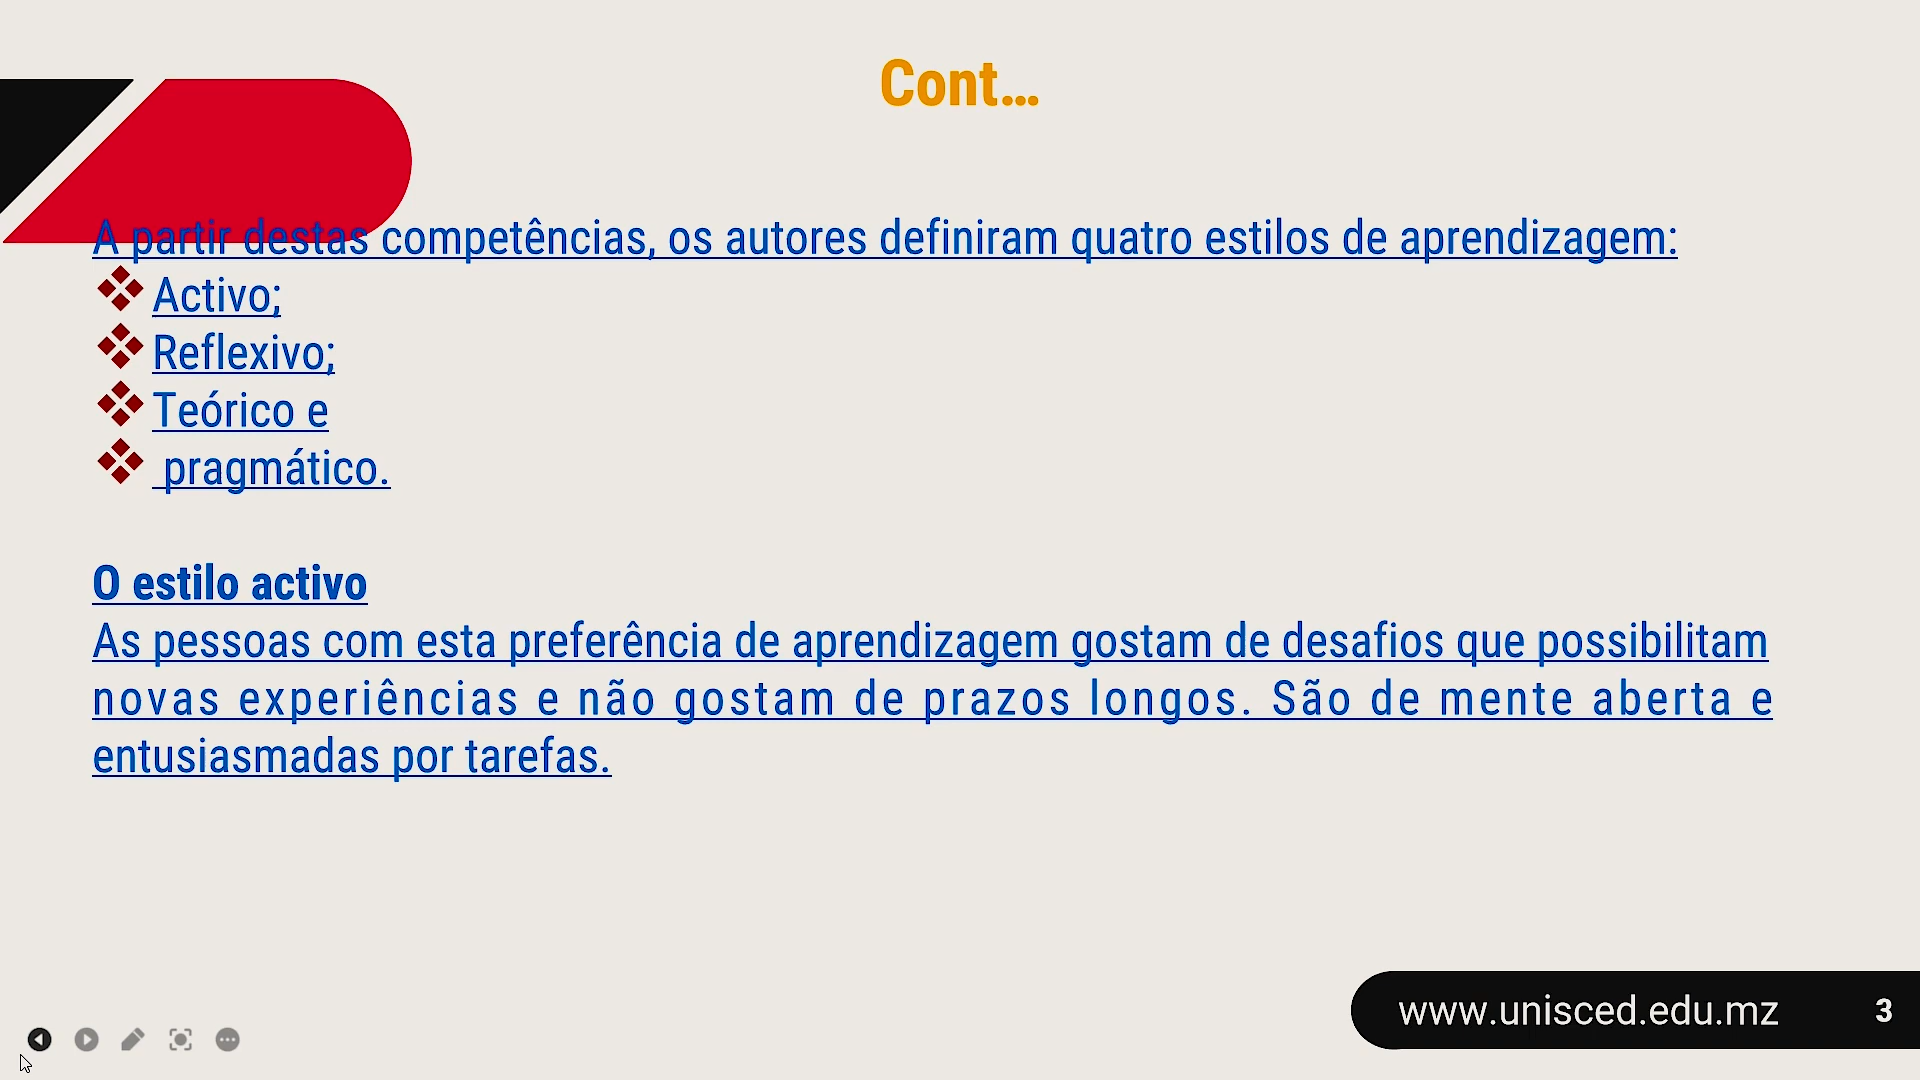 Cont...
A partir destas competências, os autores definiram quatro estilos de aprendizagem:
Activo;
Reflexivo;
Teórico e
pragmático.
O estilo activo
As pessoas com esta preferência de aprendizagem gostam de desafios que possibilitam
novas experiências e não gostam de prazos longos. São de mente aberta e
entusiasmadas por tarefas.
www.unisced.edu.mz 3